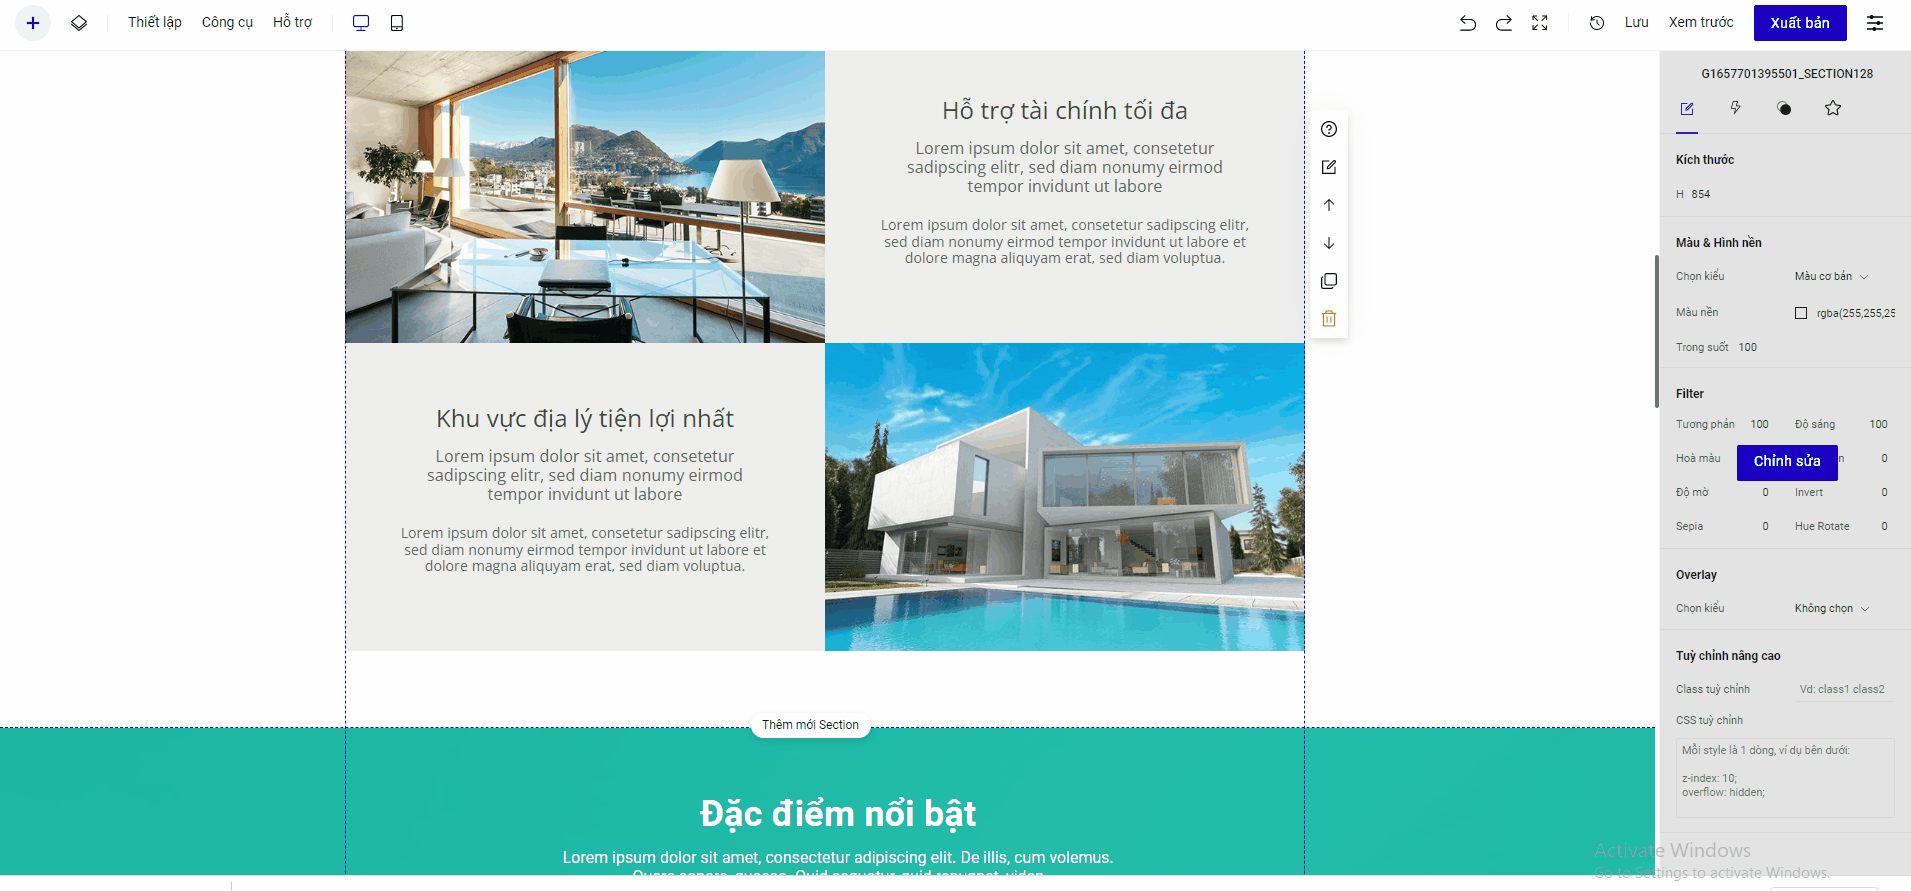 Thiết lập
Công cụ
Hỗ trợ
Lưu
Xem trước
Xuất bản
Hỗ trợ tài chính tối đa
Lorem ipsum dolor sit amet, consetetur
sadipscing elitr, sed diam nonumy eirmod
tempor invidunt ut labore
Lorem ipsum dolor sit amet, consetetur sadipscing elitr,
sed diam nonumy eirmod tempor invidunt ut labore et
dolore magna aliquyam erat, sed diam voluptua.
Khu vực địa lý tiện lợi nhất
Lorem ipsum dolor sit amet, consetetur
sadipscing elitr, sed diam nonumy eirmod
tempor invidunt ut labore
Lorem ipsum dolor sit amet, consetetur sadipscing elitr,
sed diam nonumy eirmod tempor invidunt ut labore et
dolore magna aliquyam erat, sed diam voluptua.
Thêm mới Section
Đặc điểm nổi bật
Lorem ipsum dolor sit amet, consectetur adipiscing elit. De illis, cum volemus.
G1657701395501_SECTION128
Kích thước
H 854
Màu & Hình nền
Chọn kiểu Màu cơ bản
Màu nền rgba(255,255,25
Trong suốt 100
Filter
Tương phản 100 Độ sáng 100
Hoà màu 0
Chỉnh sửa
Độ mờ 0 Invert 0
Sepia 0 Hue Rotate 0
Overlay
Chọn kiểu Không chọn
Tuỳ chỉnh nâng cao
Class tuỳ chỉnh Vd: class1 class2
CSS tuỳ chỉnh
Mỗi style là 1 dòng, ví dụ bên dưới:
z-index: 10;
overflow: hidden;
Activate Windows
Go to Settings to activate Windows.